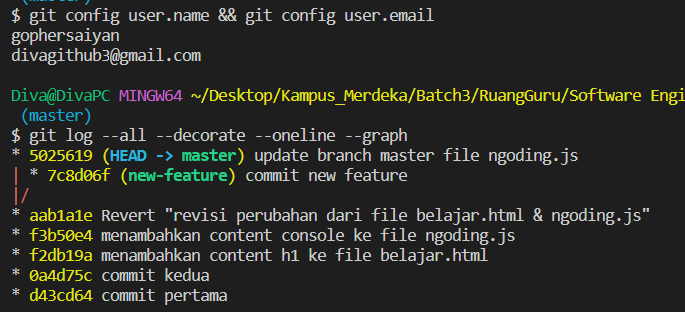 (master)
$ git config user.name && git config user.email
gophersaiyan
divagithub3@gmail.com
Diva@DivaPC MINGW64 ~/Desktop/Kampus_Merdeka/Batch3/RuangGuru/Software Engi
(master)
$ git log --all --decorate --oneline --graph
* 5025619 (HEAD -> master) update branch master file ngoding.js
| * 7c8d06f (new-feature) commit new feature
|/
* aab1a1e Revert "revisi perubahan dari file belajar.html & ngoding.js"
* f3b50e4 menambahkan content console ke file ngoding.js
* f2db19a menambahkan content h1 ke file belajar.html
* 0a4d75c commit kedua
* d43cd64 commit pertama